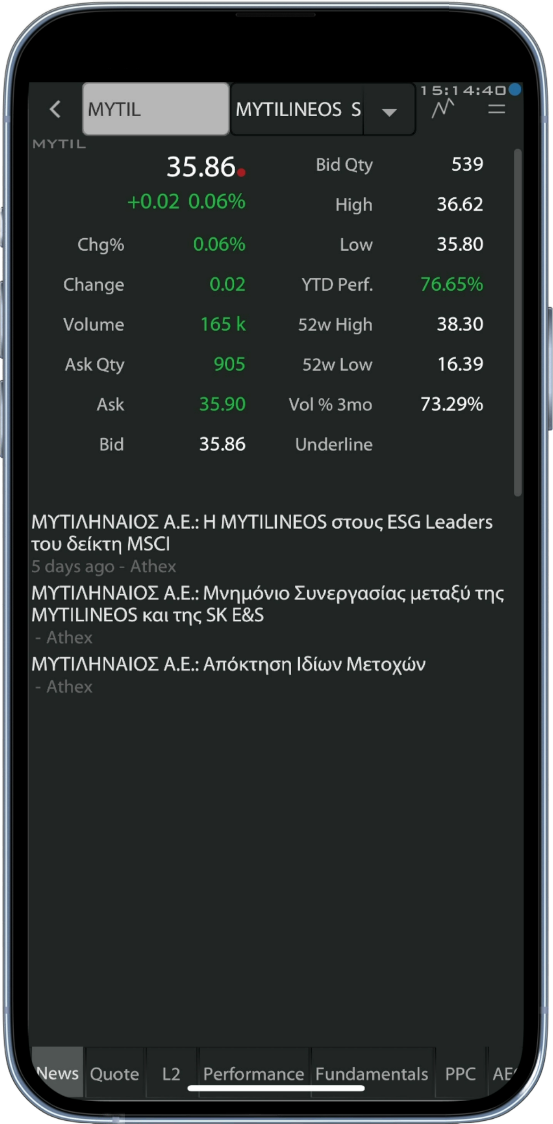 15:14:40
MYTIL MYTILINEOS S
MYTIL
35.86 Bid Qty 539
+0.02 0.06% High 36.62
Chg% 0.06% Low 35.80
Change 0.02 YTD Perf. 76.65%
Volume 165 k 52w High 38.30
Ask Qty 905 52w Low 16.39
Ask 35.90 Vol % 3mo 73.29%
Bid 35.86 Underline
ΜΥΤΙΛΗΝΑΙΟΣ Α.Ε.: Η MYTILINEOS στους ESG Leaders
του δείκτη MSCI
5 days ago - Athex
ΜΥΤΙΛΗΝΑΙΟΣ Α.Ε.: Μνημόνιο Συνεργασίας μεταξύ της
MYTILINEOS και της SK E&S
- Athex
ΜΥΤΙΛΗΝΑΙΟΣ Α.Ε.: Απόκτηση Ιδίων Μετοχών
- Athex
News Quote L2 Performance Fundamentals PPC